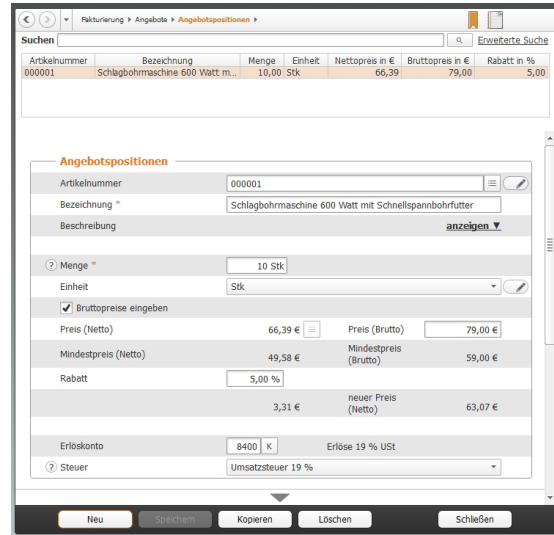 Fakturierung Angebote Angebotspositionen
Suchen Erweiterte Suche
Artikelnummer Bezeichnung Menge Einheit Nettopreis in € Bruttopreis in € Rabatt in %
000001 Schlagbohrmaschine 600 Watt m... 10,00 Stk 66,39 79,00 5,00
Angebotspositionen
Artikelnummer 000001
Bezeichnung * Schlagbohrmaschine 600 Watt mit Schnellspannbohrfutter
Beschreibung anzeigen ▼
? Menge * 10 Stk
Einheit Stk
Bruttopreise eingeben
Preis (Netto) 66,39 € Preis (Brutto) 79,00 €
Mindestpreis (Netto) 49,58 € Mindestpreis (Brutto) 59,00 €
Rabatt 5,00 %
3,31 € neuer Preis (Netto) 63,07 €
Erlöskonto 8400 K Erlöse 19 % USt
? Steuer Umsatzsteuer 19 %
Neu Speichern Kopieren Löschen Schließen